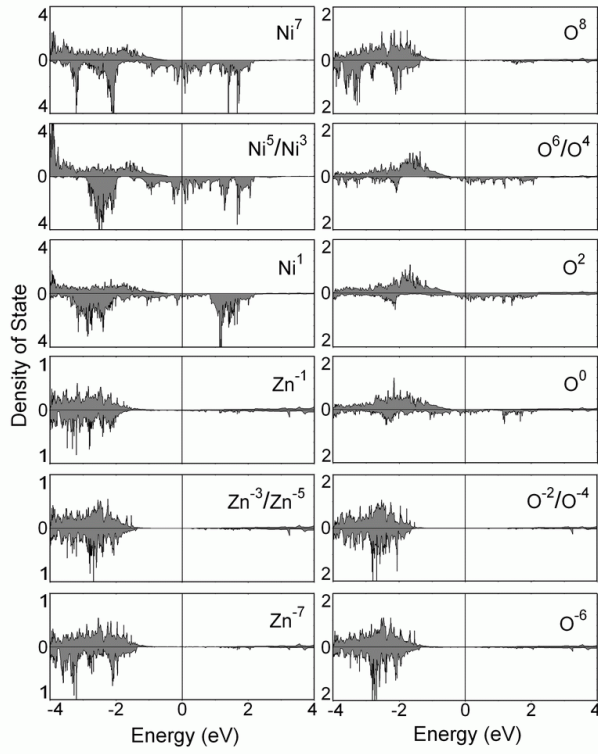 4
0
4
Ni⁷
2
0
2
O⁸
4
0
4
Ni⁵/Ni³
2
0
2
O⁶/O⁴
4
0
4
Ni¹
2
0
2
O²
1
0
1
Zn⁻¹
2
0
2
O⁰
1
0
1
Zn⁻³/Zn⁻⁵
2
0
2
O⁻²/O⁻⁴
1
0
1
Zn⁻⁷
2
0
2
O⁻⁶
Density of State
-4 -2 0 2 4
-4 -2 0 2 4
Energy (eV)
Energy (eV)